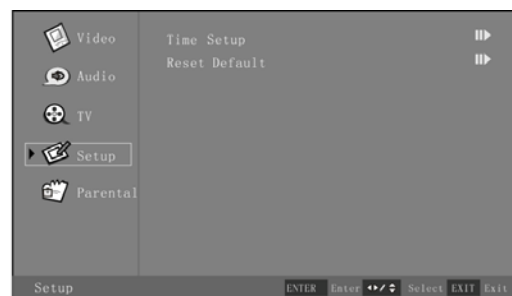 Video
Audio
TV
Setup
Parental
Time Setup
Reset Default
Setup
ENTER Enter / Select EXIT Exit